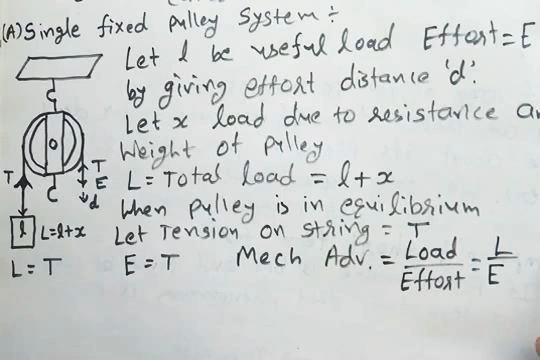 (A) Single fixed pulley System ÷
Let l be useful load Effort = E
by giving effort distance 'd'.
Let x load due to resistance
Weight of pulley
L = Total load = l + x
When pulley is in equilibrium
Let Tension on string = T
L = T E = T Mech Adv. = Load/Effort = L/E
T
T
E
d
l L = l + x